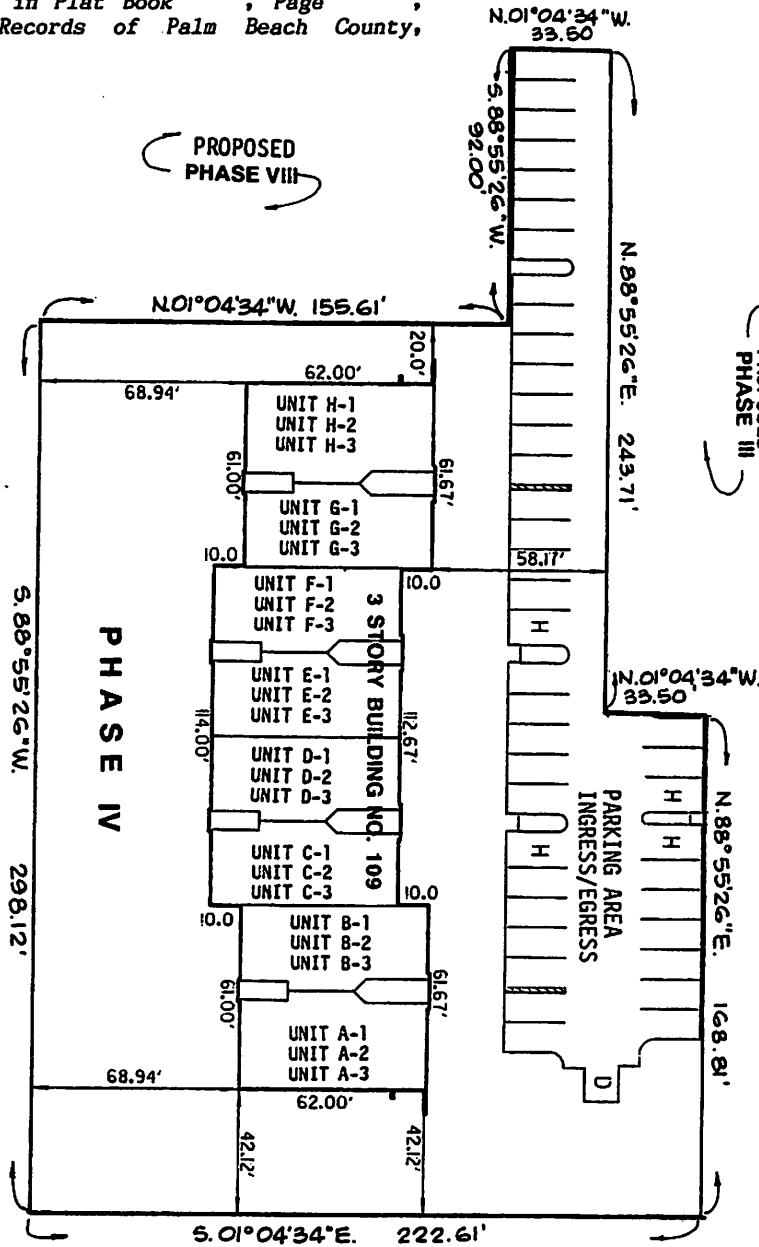 in Plat Book , Page ,
Records of Palm Beach County,
N.01°04'34"W.
33.50
S.88°55'26"W.
92.00'
PROPOSED
PHASE VIII
N.88°55'26"E. 243.71'
PHASE III
N.01°04'34"W. 155.61'
20.0'
62.00'
68.94'
UNIT H-1
UNIT H-2
UNIT H-3
61.00'
61.67'
UNIT G-1
UNIT G-2
UNIT G-3
10.0
10.0
58.17'
UNIT F-1
UNIT F-2
UNIT F-3
UNIT E-1
UNIT E-2
UNIT E-3
114.00'
112.67'
3 STORY BUILDING NO. 109
UNIT D-1
UNIT D-2
UNIT D-3
UNIT C-1
UNIT C-2
UNIT C-3
10.0
10.0
UNIT B-1
UNIT B-2
UNIT B-3
61.00'
61.67'
UNIT A-1
UNIT A-2
UNIT A-3
68.94'
62.00'
42.12'
42.12'
S.88°55'26"W. 298.12'
PHASE IV
H
N.01°04'34"W.
33.50'
H
H
H
H
PARKING AREA
INGRESS/EGRESS
N.88°55'26"E. 168.81'
D
S.01°04'34"E. 222.61'